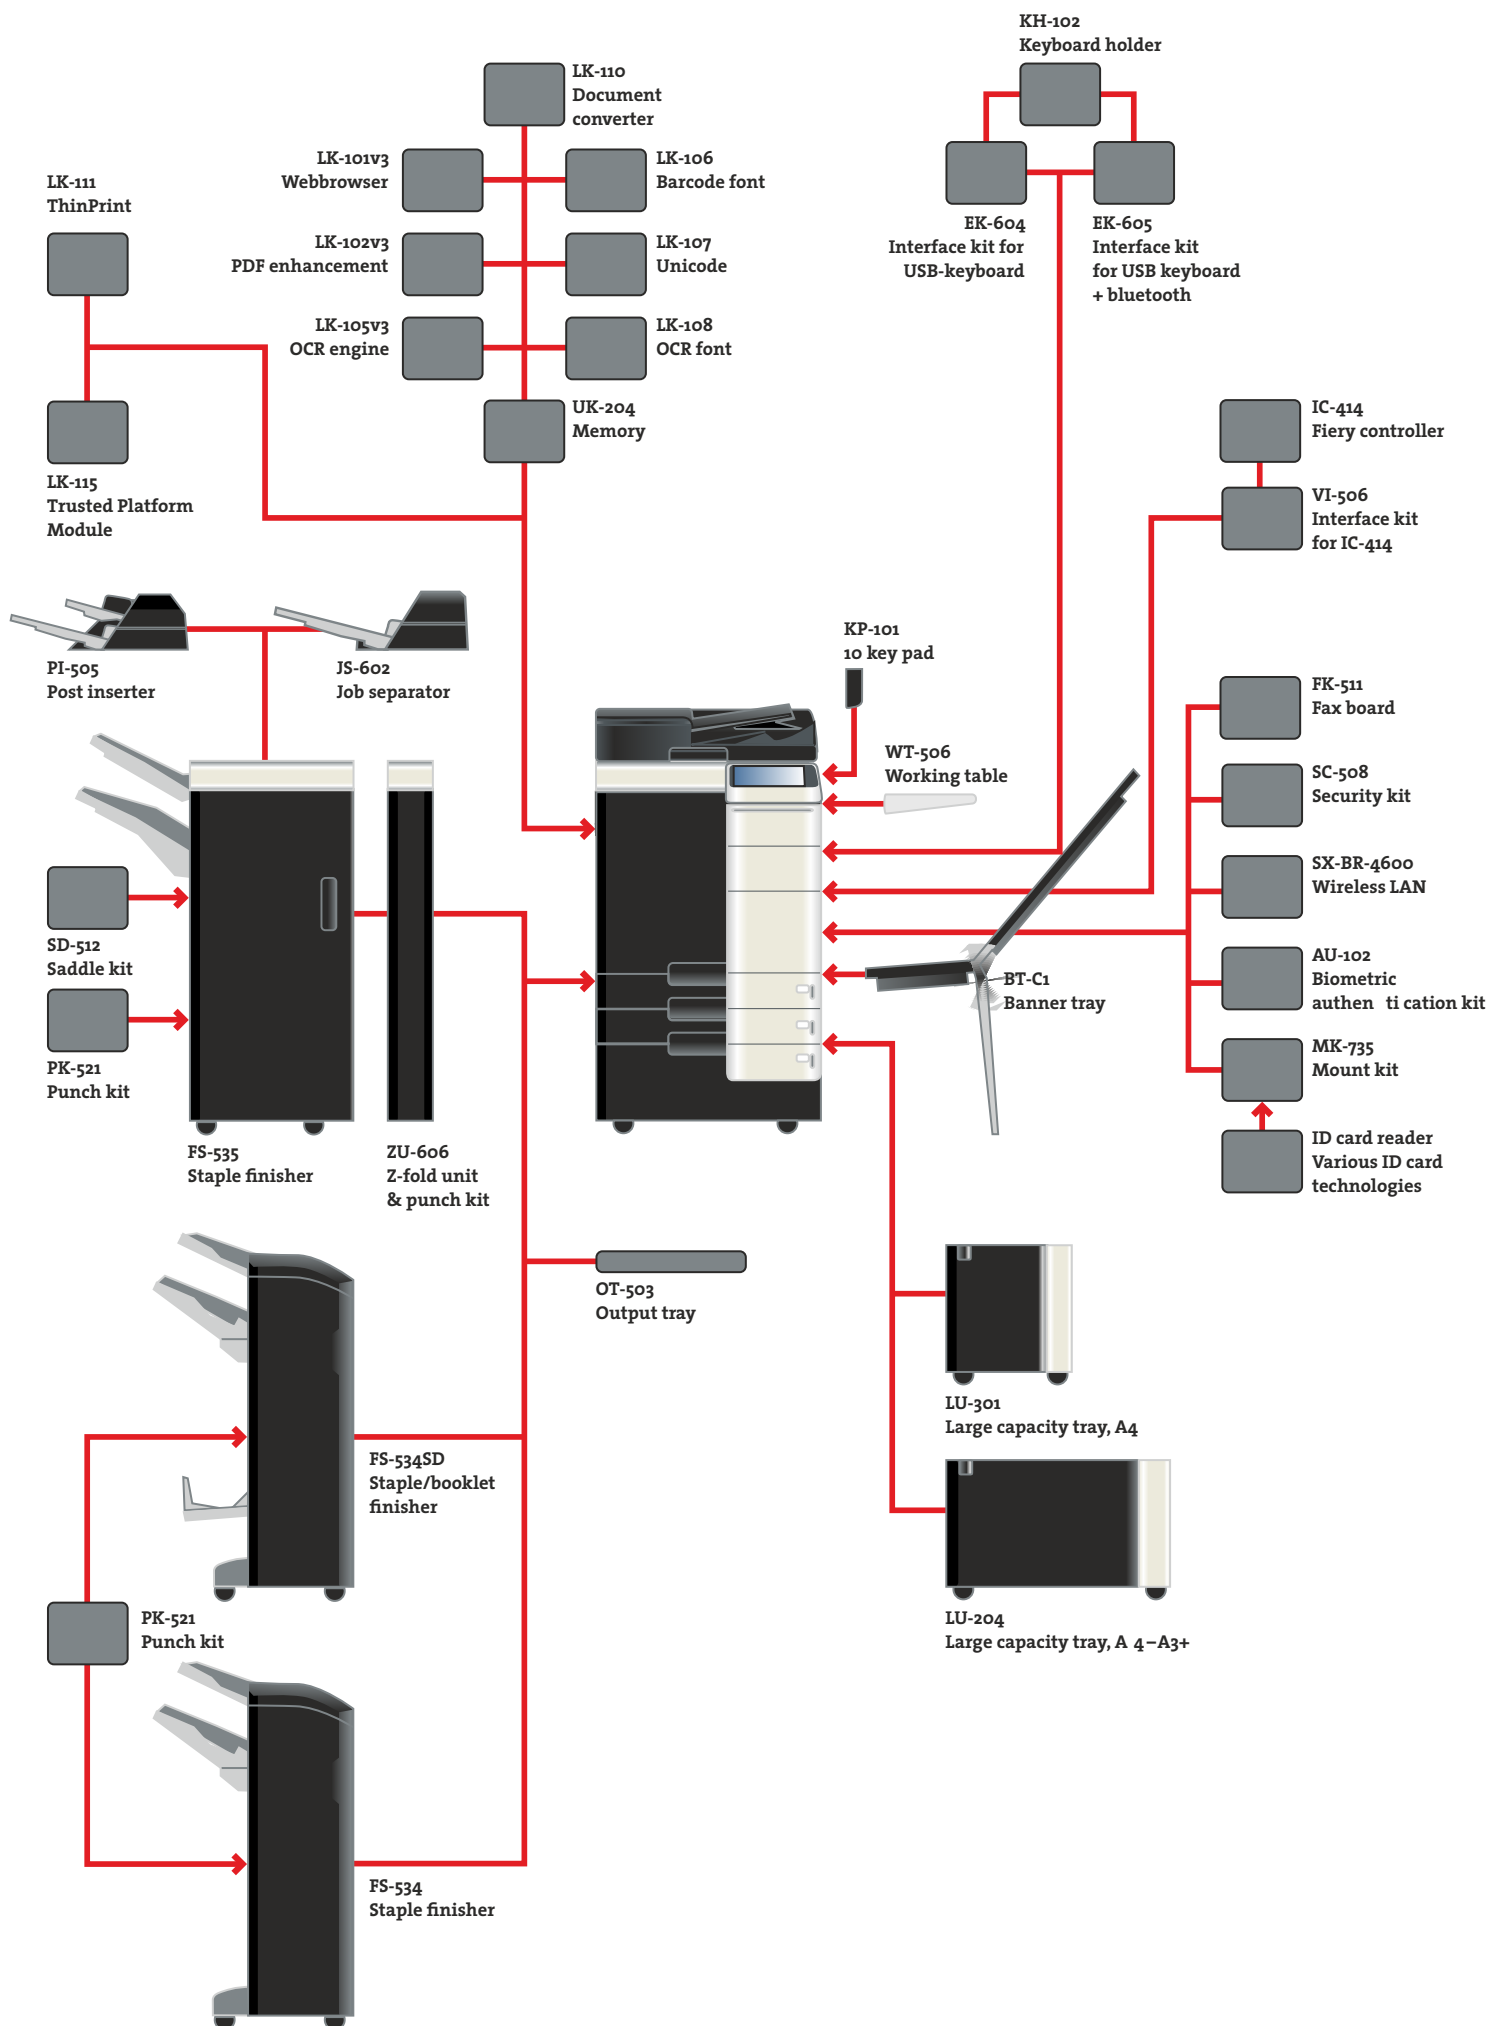 KH-102
Keyboard holder
LK-110
Document
converter
LK-101v3
Webbrowser
LK-106
Barcode font
LK-111
ThinPrint
EK-604
Interface kit for
USB-keyboard
EK-605
Interface kit
for USB keyboard
+ bluetooth
LK-102v3
PDF enhancement
LK-107
Unicode
LK-105v3
OCR engine
LK-108
OCR font
UK-204
Memory
IC-414
Fiery controller
LK-115
Trusted Platform
Module
VI-506
Interface kit
for IC-414
KP-101
10 key pad
PI-505
Post inserter
JS-602
Job separator
FK-511
Fax board
WT-506
Working table
SC-508
Security kit
SX-BR-4600
Wireless LAN
SD-512
Saddle kit
AU-102
Biometric
authen ti cation kit
BT-C1
Banner tray
MK-735
Mount kit
PK-521
Punch kit
ID card reader
Various ID card
technologies
FS-535
Staple finisher
ZU-606
Z-fold unit
& punch kit
OT-503
Output tray
LU-301
Large capacity tray, A4
FS-534SD
Staple/booklet
finisher
PK-521
Punch kit
LU-204
Large capacity tray, A 4–A3+
FS-534
Staple finisher